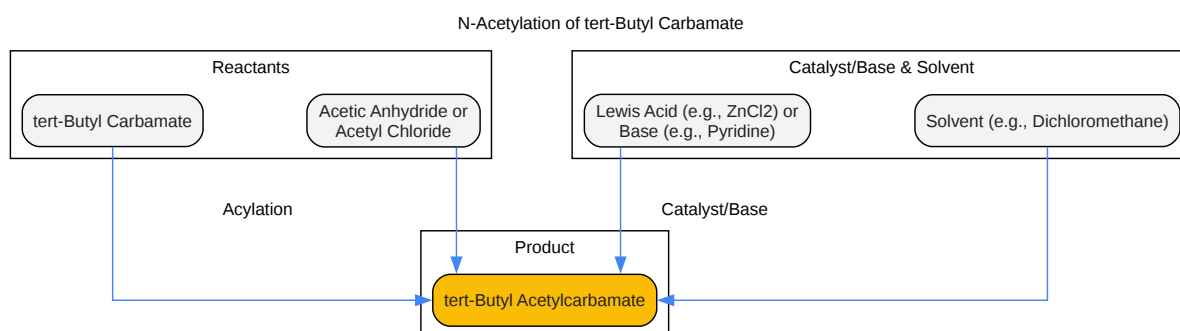 N-Acetylation of tert-Butyl Carbamate
Reactants
Catalyst/Base & Solvent
tert-Butyl Carbamate
Acetic Anhydride or
Acetyl Chloride
Lewis Acid (e.g., ZnCl2) or
Base (e.g., Pyridine)
Solvent (e.g., Dichloromethane)
Acylation
Catalyst/Base
Product
tert-Butyl Acetylcarbamate